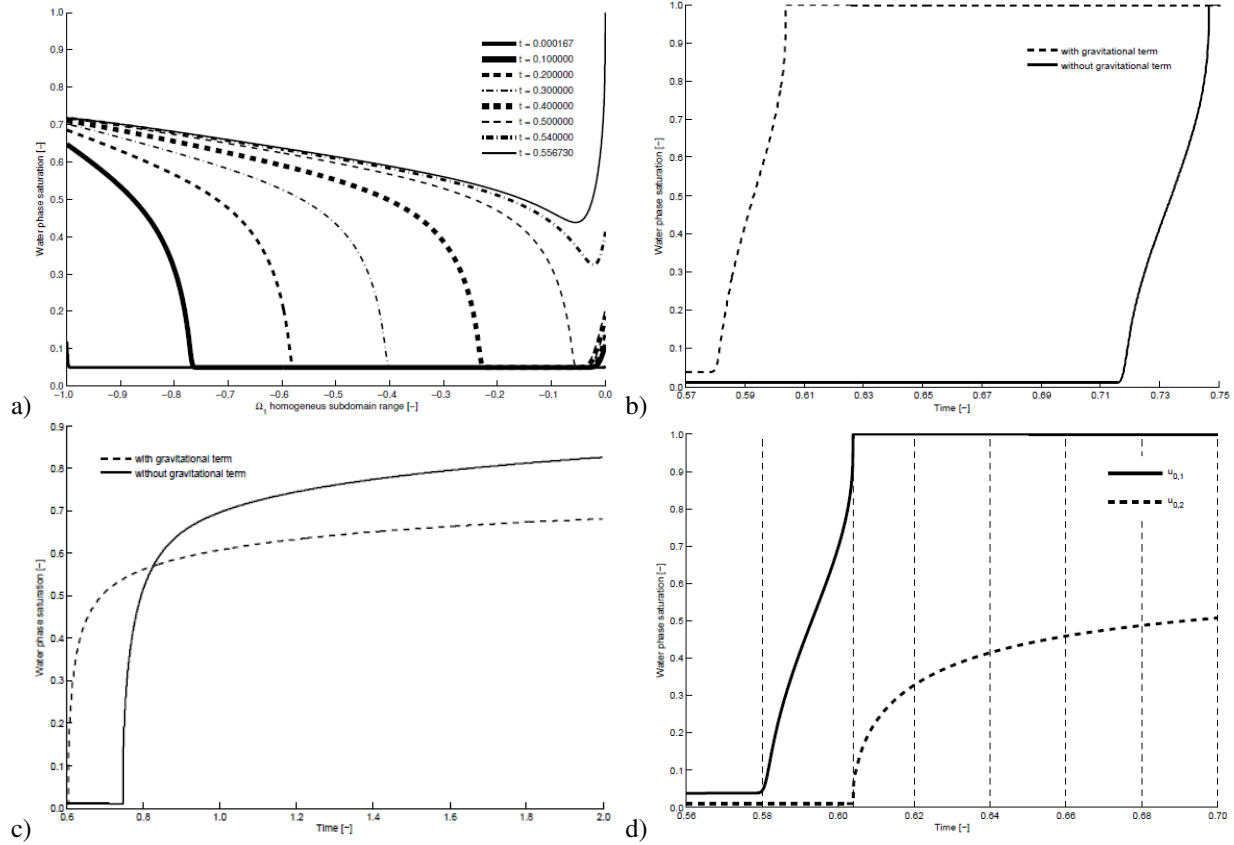 1.0
0.9
0.8
0.7
0.6
0.5
0.4
0.3
0.2
0.1
0.0
Water phase saturation [-]
t = 0.000167
t = 0.100000
t = 0.200000
t = 0.300000
t = 0.400000
t = 0.500000
t = 0.540000
t = 0.556730
-1.0 -0.9 -0.8 -0.7 -0.6 -0.5 -0.4 -0.3 -0.2 -0.1 0.0
Ω1 homogeneus subdomain range [-]
a)
1.0
0.9
0.8
0.7
0.6
0.5
0.4
0.3
0.2
0.1
0.0
Water phase saturation [-]
with gravitational term
without gravitational term
0.57 0.59 0.61 0.63 0.65 0.67 0.69 0.71 0.73 0.75
Time [-]
b)
0.9
0.8
0.7
0.6
0.5
0.4
0.3
0.2
0.1
0.0
Water phase saturation [-]
with gravitational term
without gravitational term
0.6 0.8 1.0 1.2 1.4 1.6 1.8 2.0
Time [-]
c)
1.0
0.9
0.8
0.7
0.6
0.5
0.4
0.3
0.2
0.1
0.0
Water phase saturation [-]
u0,1
u0,2
0.56 0.58 0.60 0.62 0.64 0.66 0.68 0.70
Time [-]
d)